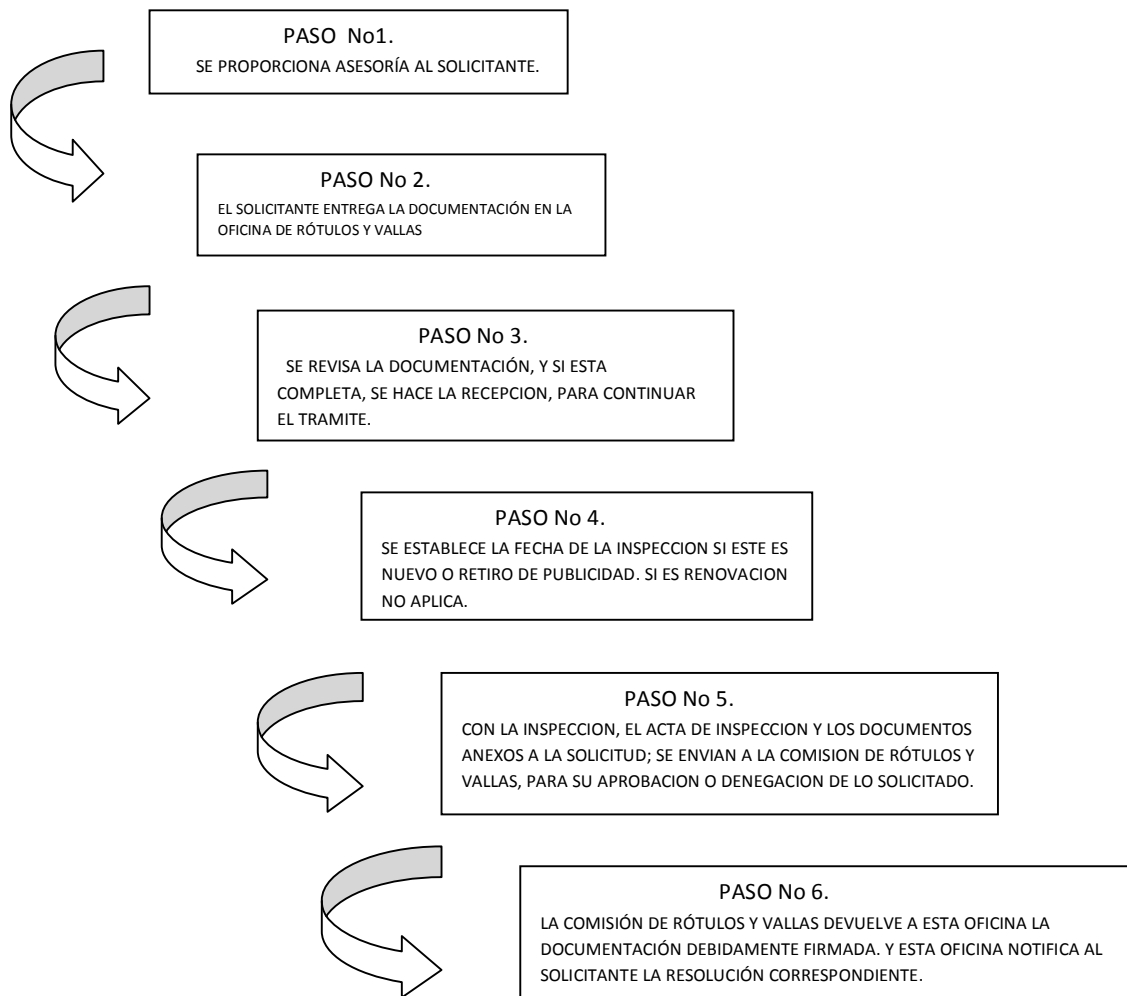 PASO No1.
SE PROPORCIONA ASESORÍA AL SOLICITANTE.
PASO No 2.
EL SOLICITANTE ENTREGA LA DOCUMENTACIÓN EN LA
OFICINA DE RÓTULOS Y VALLAS
PASO No 3.
SE REVISA LA DOCUMENTACIÓN, Y SI ESTA
COMPLETA, SE HACE LA RECEPCION, PARA CONTINUAR
EL TRAMITE.
PASO No 4.
SE ESTABLECE LA FECHA DE LA INSPECCION SI ESTE ES
NUEVO O RETIRO DE PUBLICIDAD. SI ES RENOVACION
NO APLICA.
PASO No 5.
CON LA INSPECCION, EL ACTA DE INSPECCION Y LOS DOCUMENTOS
ANEXOS A LA SOLICITUD; SE ENVIAN A LA COMISION DE RÓTULOS Y
VALLAS, PARA SU APROBACION O DENEGACION DE LO SOLICITADO.
PASO No 6.
LA COMISIÓN DE RÓTULOS Y VALLAS DEVUELVE A ESTA OFICINA LA
DOCUMENTACIÓN DEBIDAMENTE FIRMADA. Y ESTA OFICINA NOTIFICA AL
SOLICITANTE LA RESOLUCIÓN CORRESPONDIENTE.